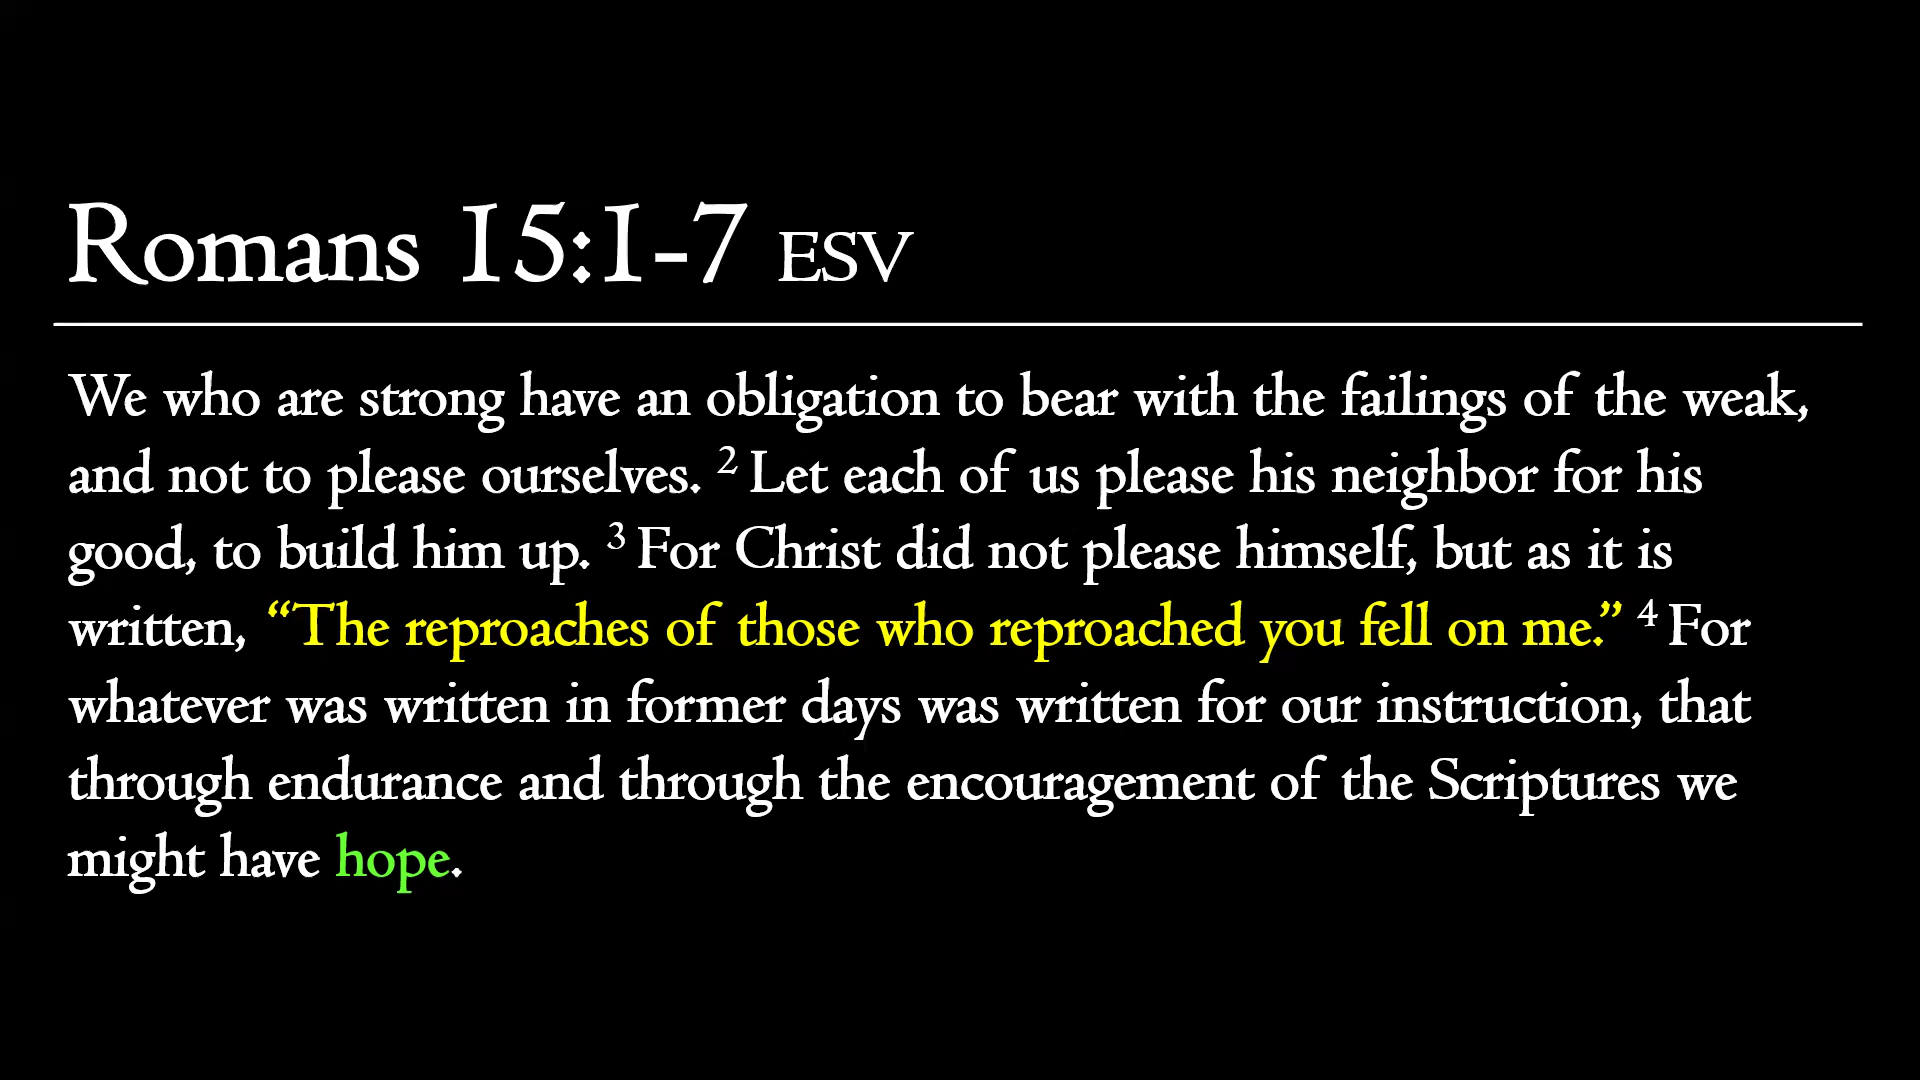 Romans 15:1-7 ESV
We who are strong have an obligation to bear with the failings of the weak,
and not to please ourselves. ² Let each of us please his neighbor for his
good, to build him up. ³ For Christ did not please himself, but as it is
written, “The reproaches of those who reproached you fell on me.” ⁴ For
whatever was written in former days was written for our instruction, that
through endurance and through the encouragement of the Scriptures we
might have hope.